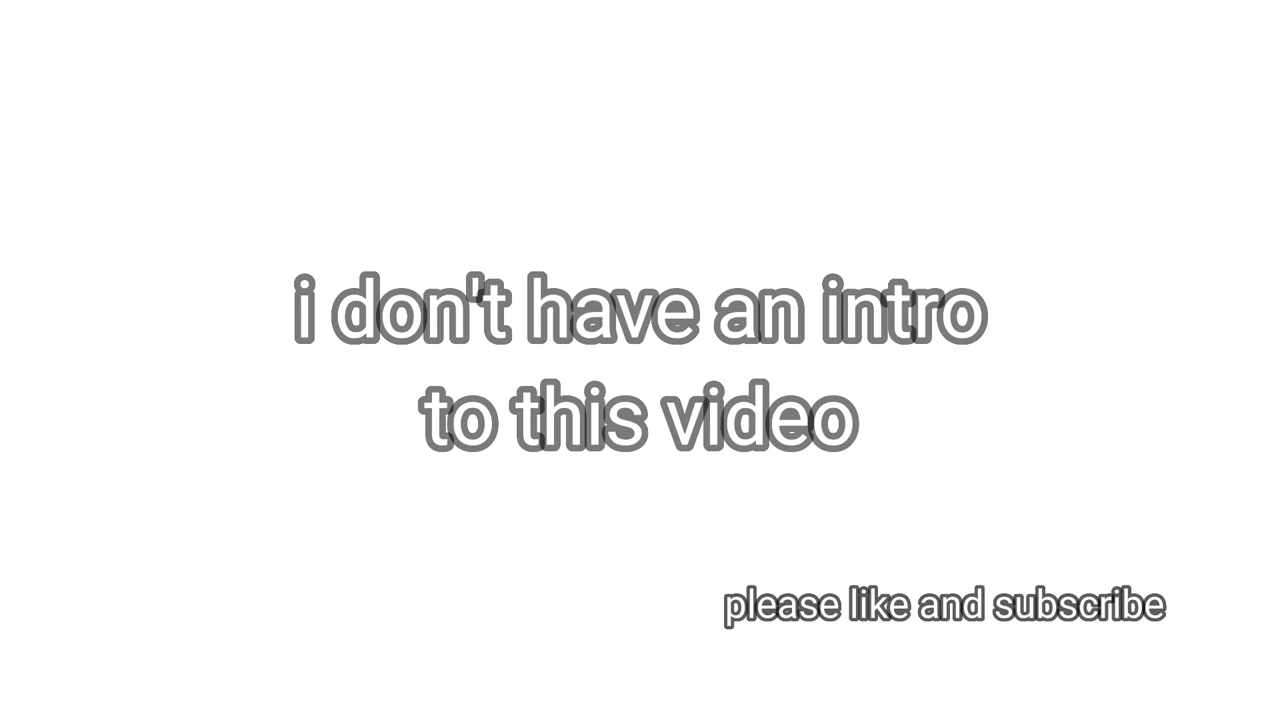 i don't have an intro
to this video
please like and subscribe